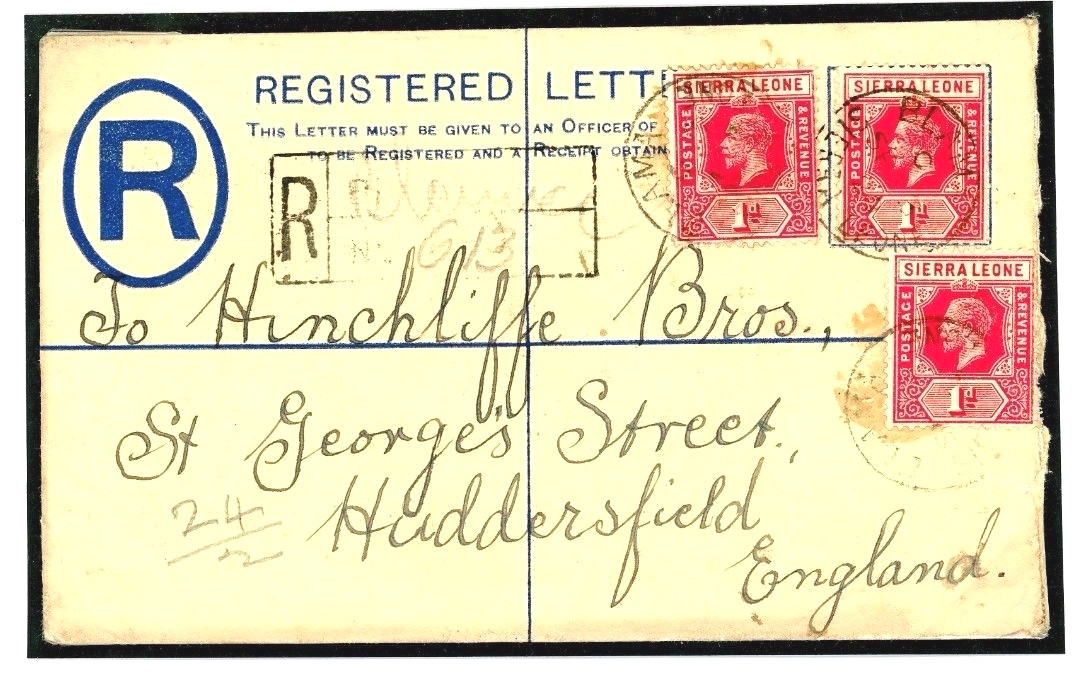 REGISTERED LETT
THIS LETTER MUST BE GIVEN TO AN OFFICER OF
TO BE REGISTERED AND A RECEIPT OBTAIN
R
R
613
SIERRA LEONE
POSTAGE & REVENUE
1d
SIERRA LEONE
POSTAGE & REVENUE
1d
SIERRA LEONE
POSTAGE & REVENUE
1d
To Hinchliffe Bros.,
St George's Street,
Huddersfield
England.
24